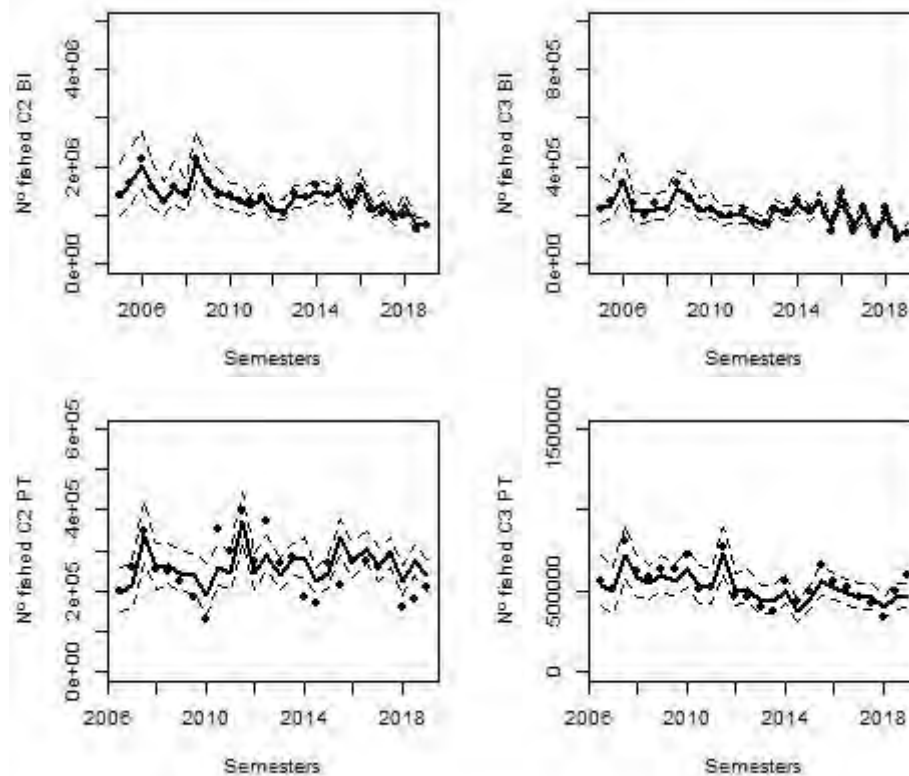 Nº fished C2 BI
0e+00 2e+06 4e+06
2006 2010 2014 2018
Semesters
Nº fished C3 BI
0e+00 4e+05 8e+05
2006 2010 2014 2018
Semesters
Nº fished C2 PT
0e+00 2e+05 4e+05 6e+05
2006 2010 2014 2018
Semesters
Nº fished C3 PT
0 500000 1500000
2006 2010 2014 2018
Semesters